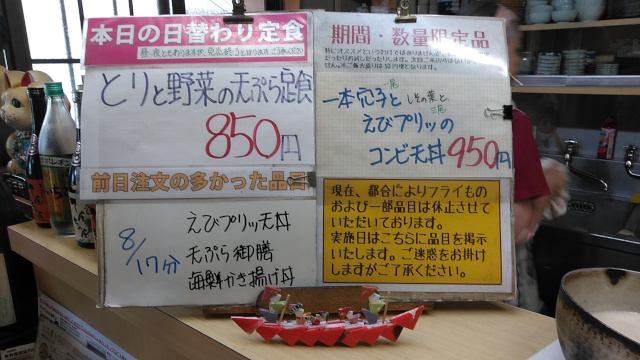 本日の日替わり定食
とりと野菜の天ぷら定食
850円
前日注文の多かった品目
8/17分
えびプリッ天丼
天ぷら御膳
海鮮かき揚げ丼
期間・数量限定品
一本穴子と しその葉と
えびプリッの
コンビ天丼 950円
現在、都合によりフライもの
および一部品目は休止させて
いただいております。
実施日はこちらに品目を掲示
いたします。ご迷惑をお掛け
しますがご了承ください。